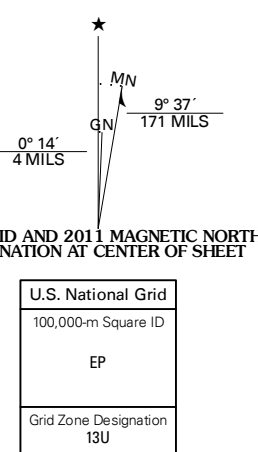 ★
MN
GN
9° 37´
171 MILS
0° 14´
4 MILS
ID AND 2011 MAGNETIC NORTH
NATION AT CENTER OF SHEET
U.S. National Grid
100,000-m Square ID
EP
Grid Zone Designation
13U